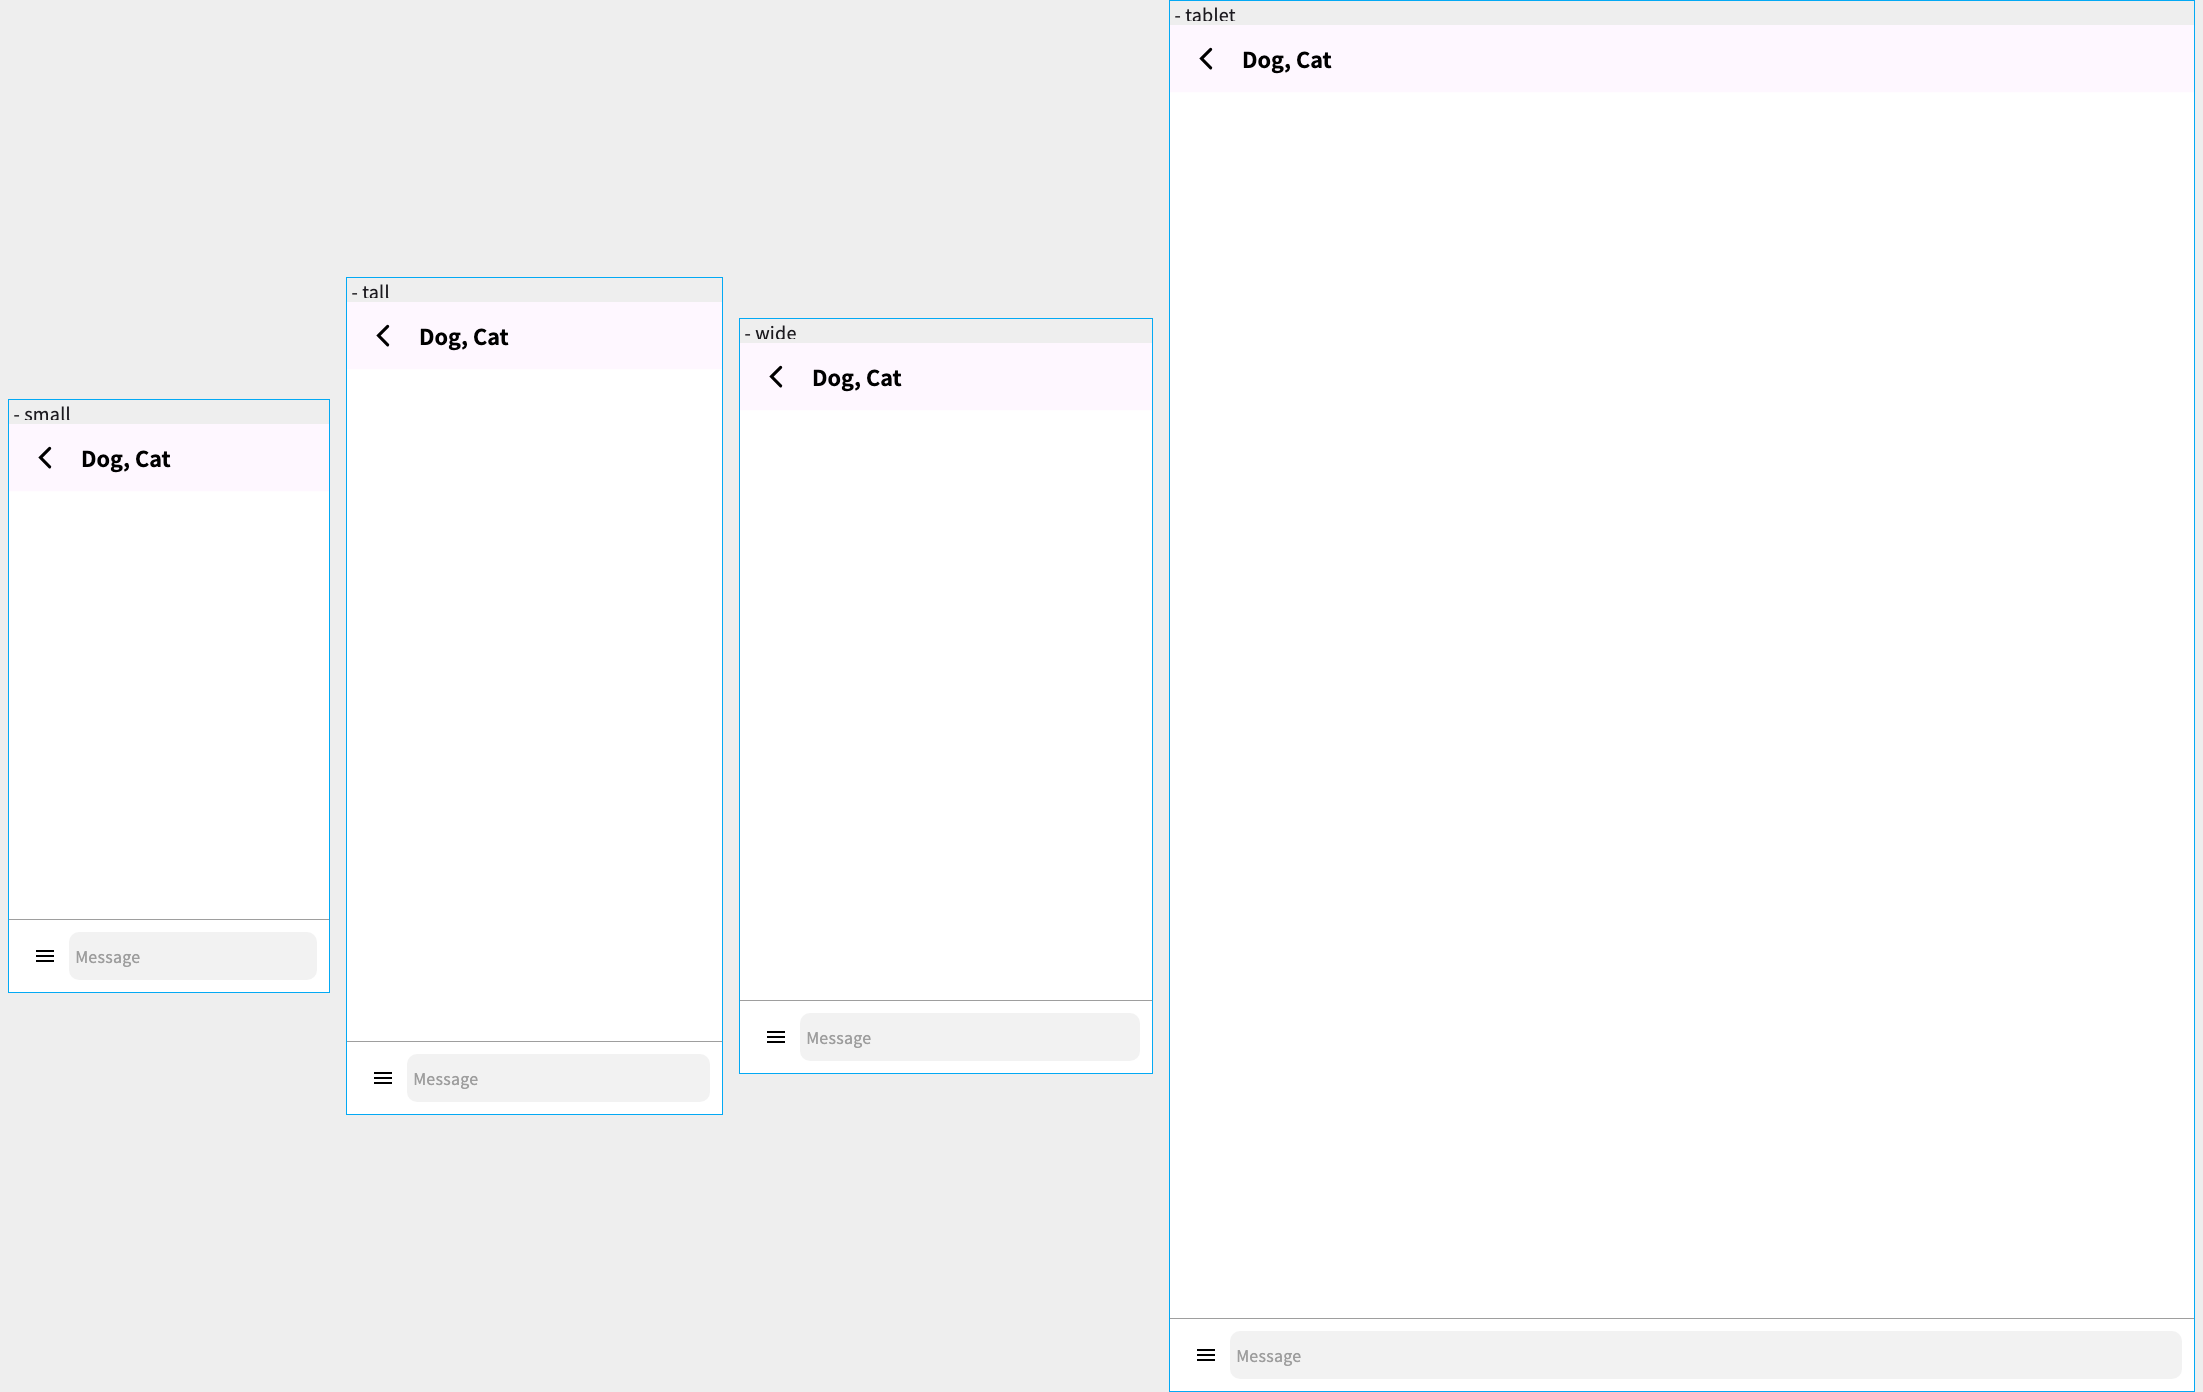 - small
Dog, Cat
Message
- tall
Dog, Cat
Message
- wide
Dog, Cat
Message
- tablet
Dog, Cat
Message